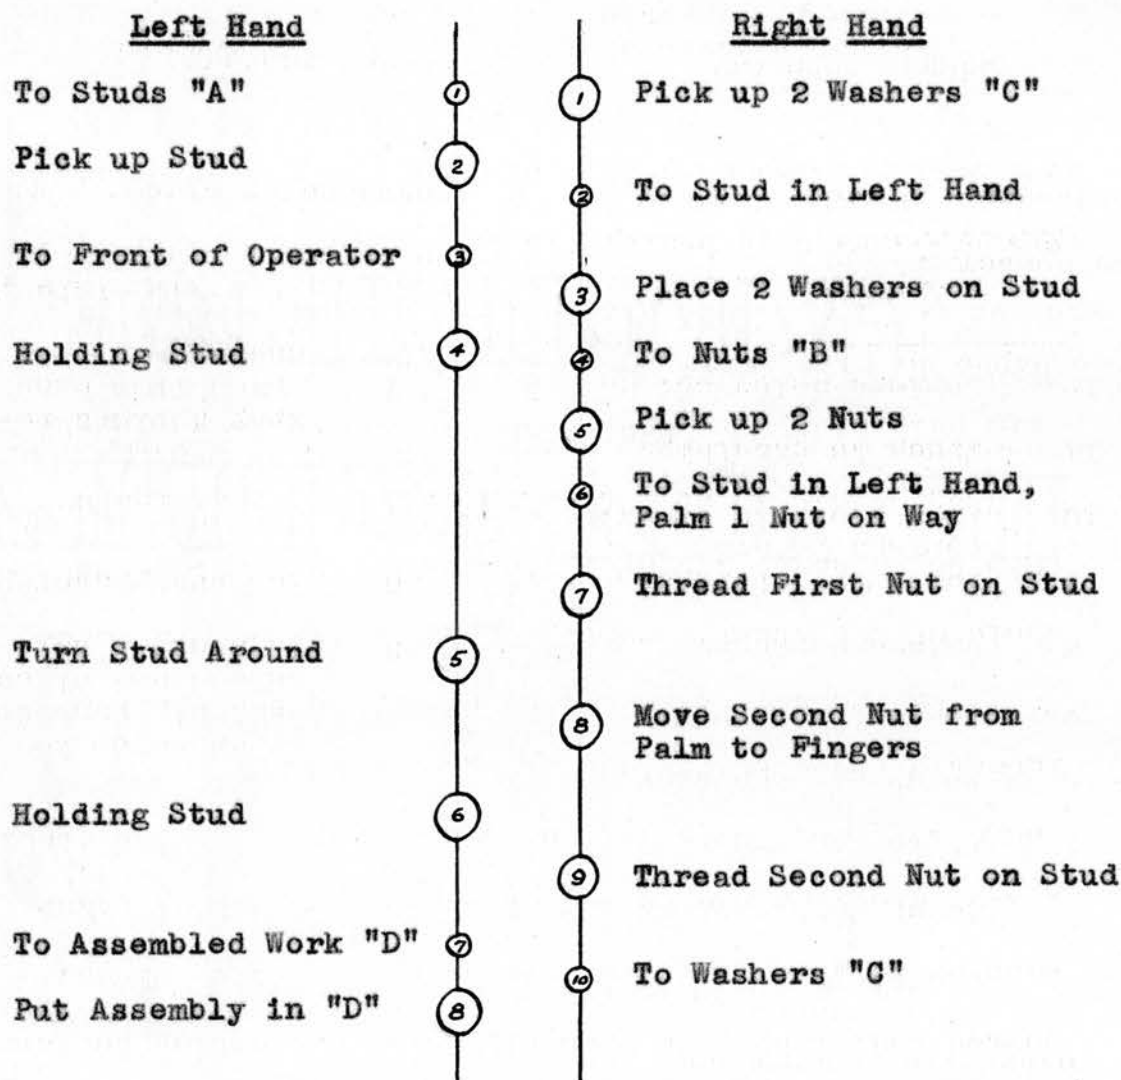 Left Hand
To Studs "A"
1
Pick up Stud
2
To Front of Operator
3
Holding Stud
4
Turn Stud Around
5
Holding Stud
6
To Assembled Work "D"
7
Put Assembly in "D"
8
Right Hand
1
Pick up 2 Washers "C"
2
To Stud in Left Hand
3
Place 2 Washers on Stud
4
To Nuts "B"
5
Pick up 2 Nuts
6
To Stud in Left Hand,
Palm 1 Nut on Way
7
Thread First Nut on Stud
8
Move Second Nut from
Palm to Fingers
9
Thread Second Nut on Stud
10
To Washers "C"